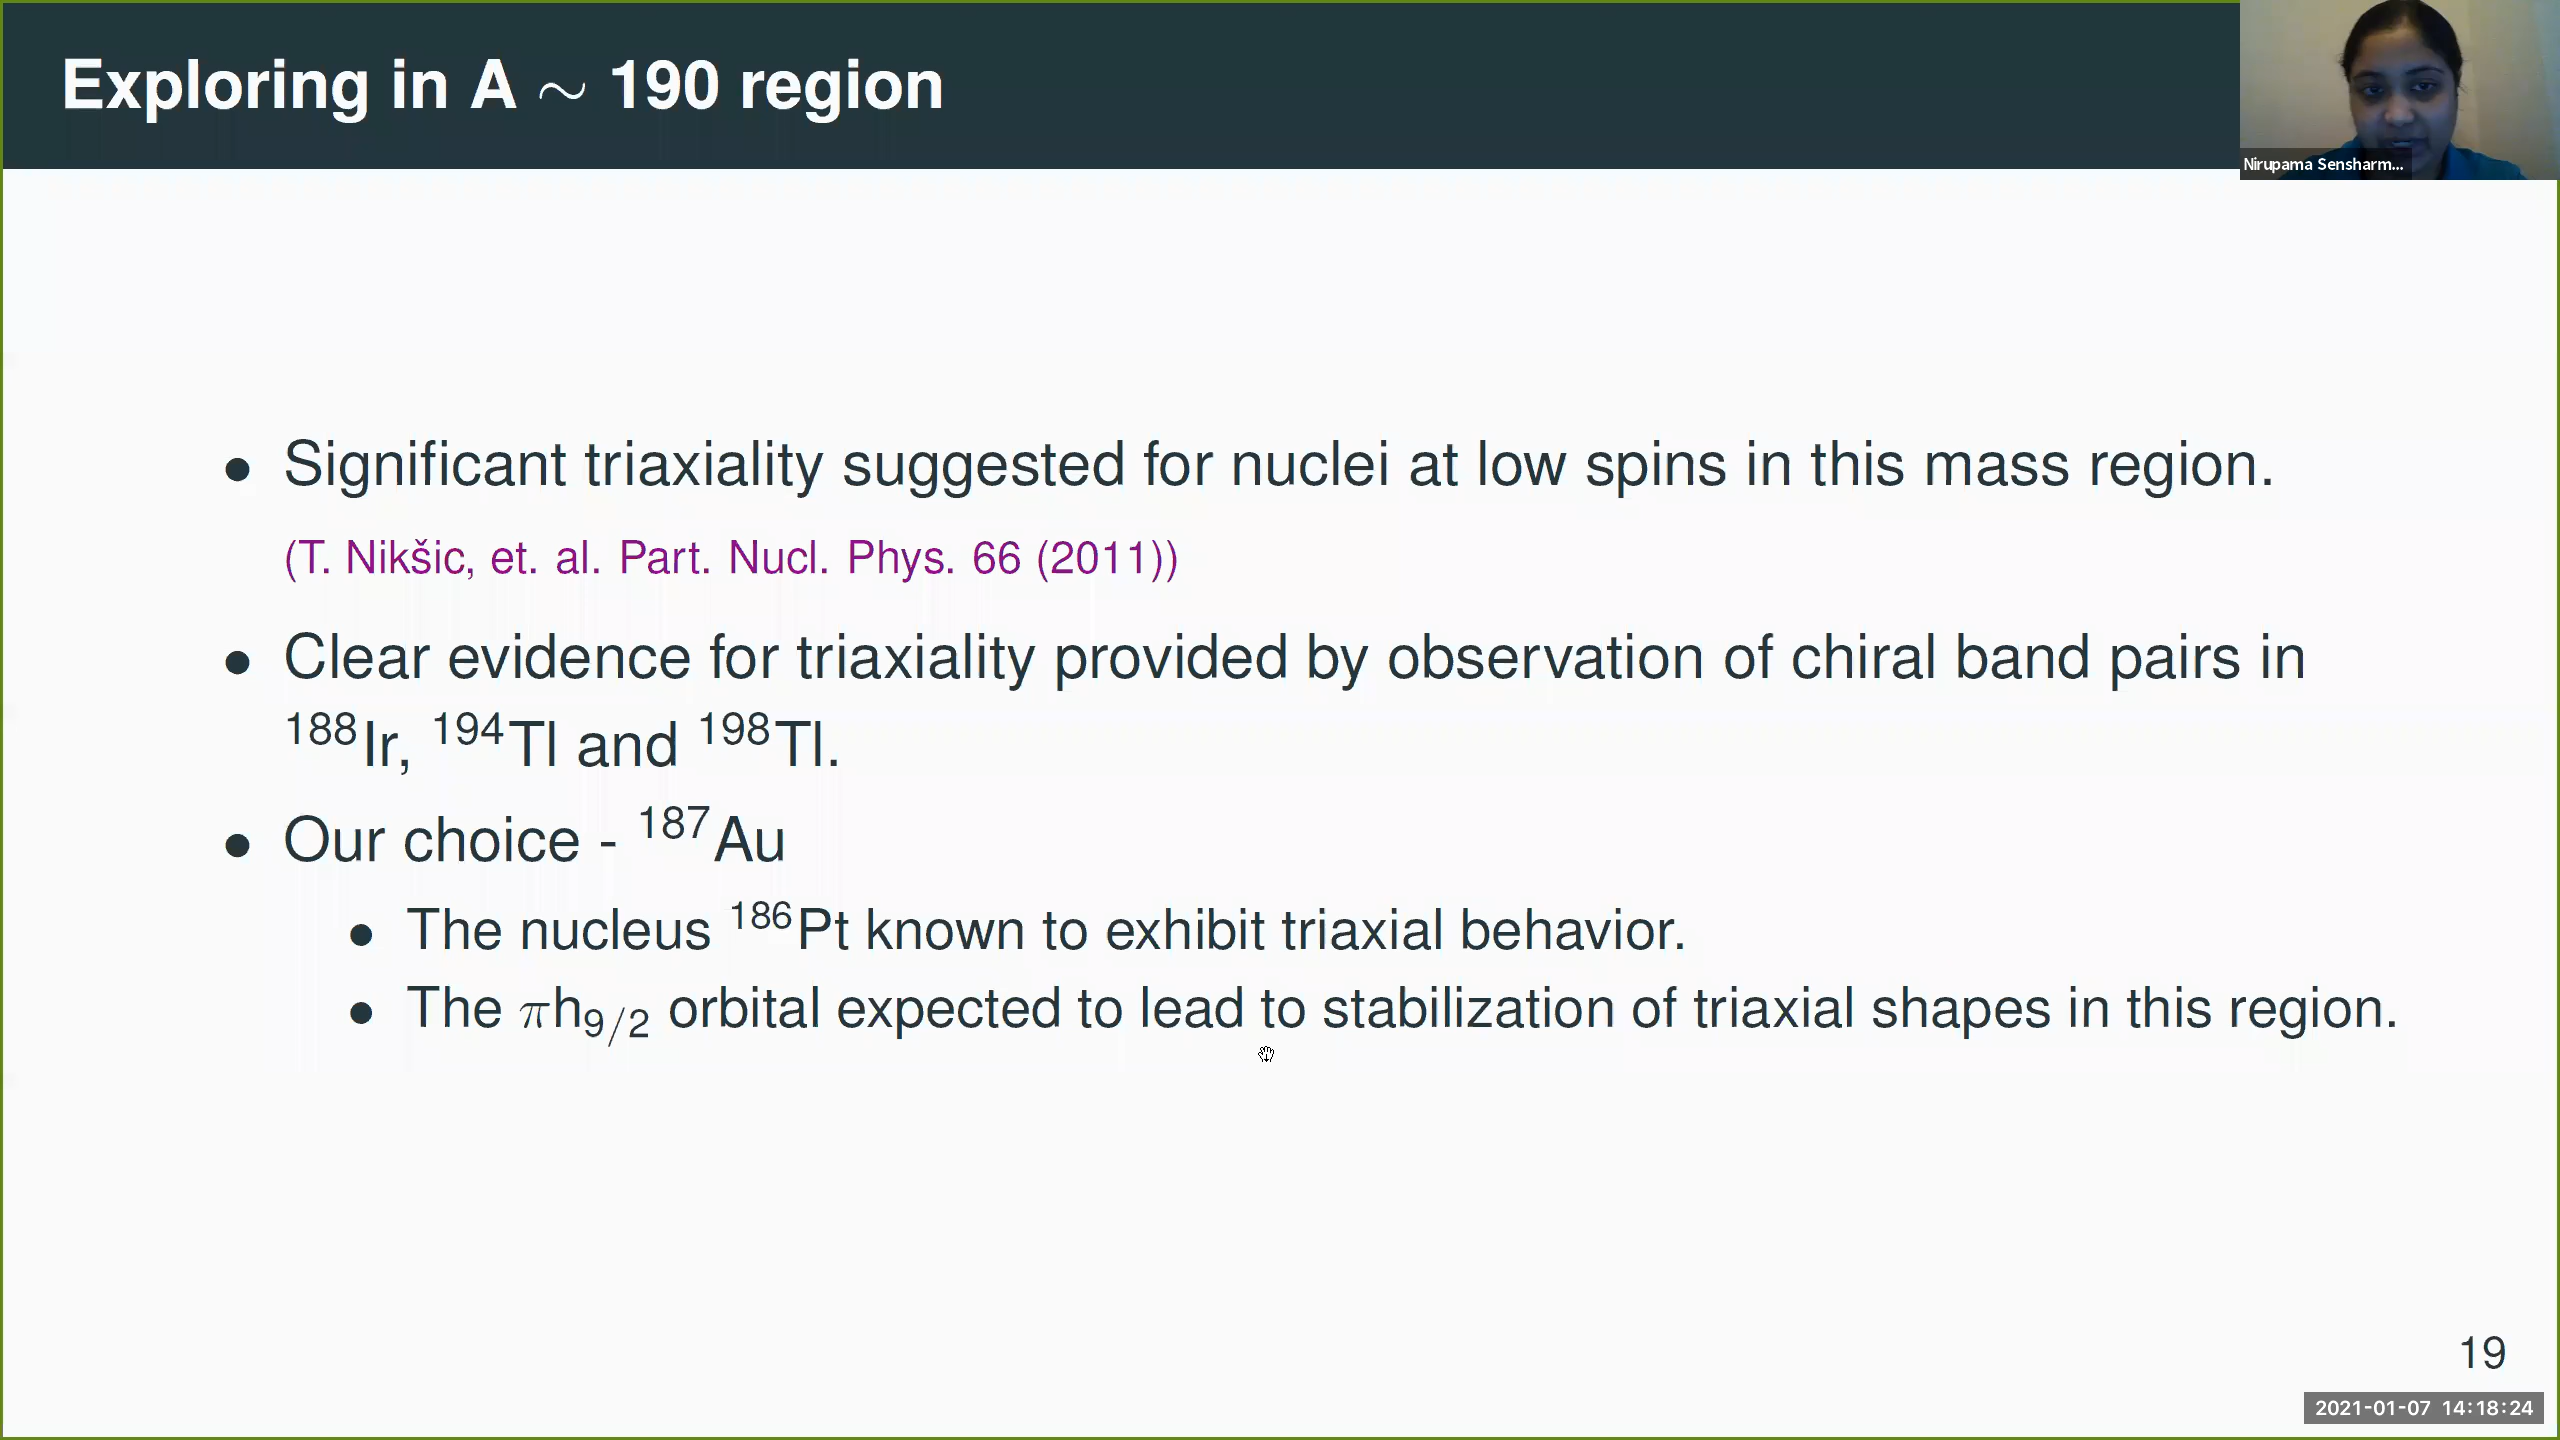 Exploring in A ∼ 190 region
Nirupama Sensharm...
• Significant triaxiality suggested for nuclei at low spins in this mass region.
(T. Nikšic, et. al. Part. Nucl. Phys. 66 (2011))
• Clear evidence for triaxiality provided by observation of chiral band pairs in
¹⁸⁸Ir, ¹⁹⁴Tl and ¹⁹⁸Tl.
• Our choice - ¹⁸⁷Au
• The nucleus ¹⁸⁶Pt known to exhibit triaxial behavior.
• The πh₉/₂ orbital expected to lead to stabilization of triaxial shapes in this region.
19
2021-01-07 14:18:24